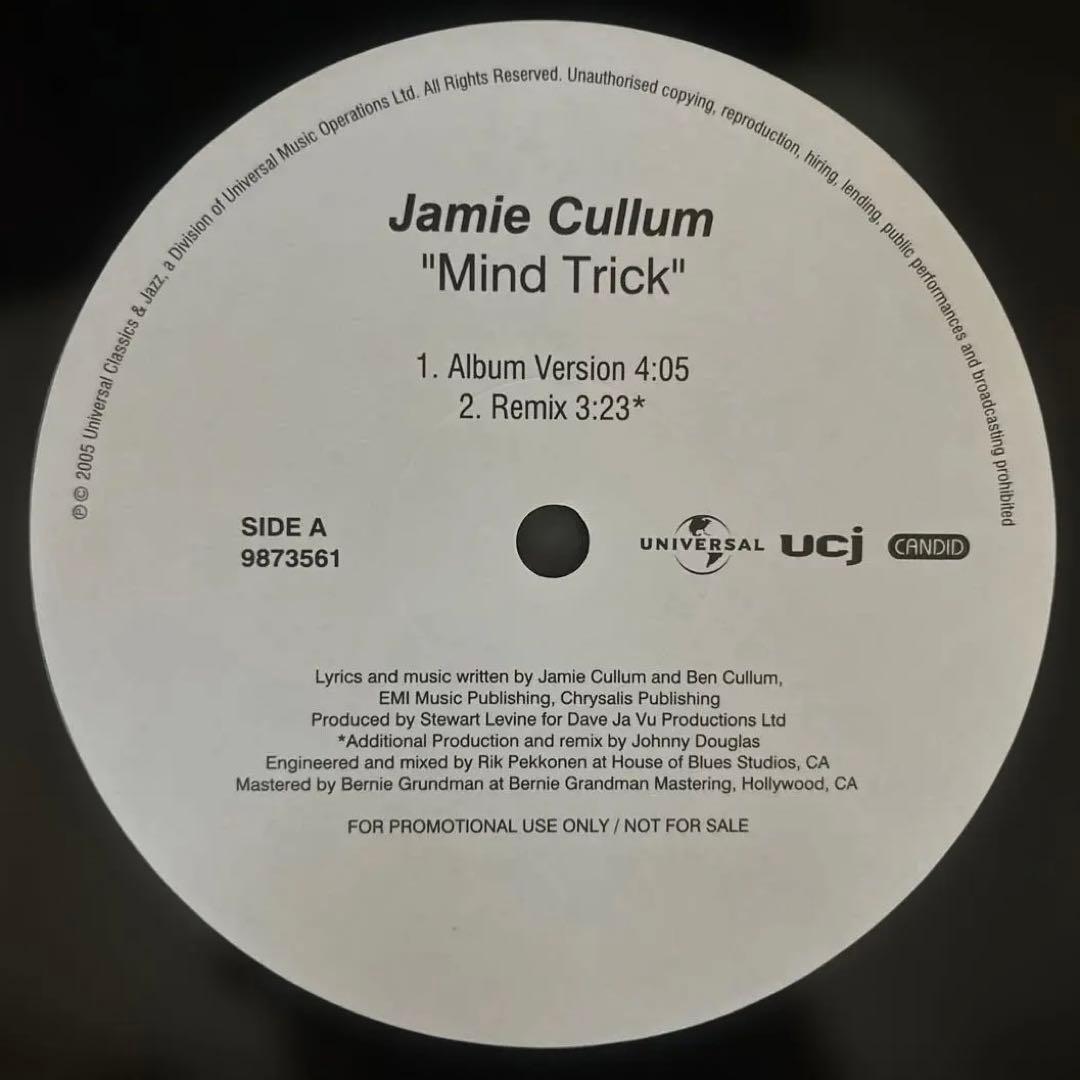 ℗ © 2005 Universal Classics & Jazz, a Division of Universal Music Operations Ltd. All Rights Reserved. Unauthorised copying, reproduction, hiring, lending, public performances and broadcasting prohibited
Jamie Cullum
"Mind Trick"
1. Album Version 4:05
2. Remix 3:23*
SIDE A
9873561
UNIVERSAL ucj CANDID
Lyrics and music written by Jamie Cullum and Ben Cullum,
EMI Music Publishing, Chrysalis Publishing
Produced by Stewart Levine for Dave Ja Vu Productions Ltd
*Additional Production and remix by Johnny Douglas
Engineered and mixed by Rik Pekkonen at House of Blues Studios, CA
Mastered by Bernie Grundman at Bernie Grandman Mastering, Hollywood, CA
FOR PROMOTIONAL USE ONLY / NOT FOR SALE